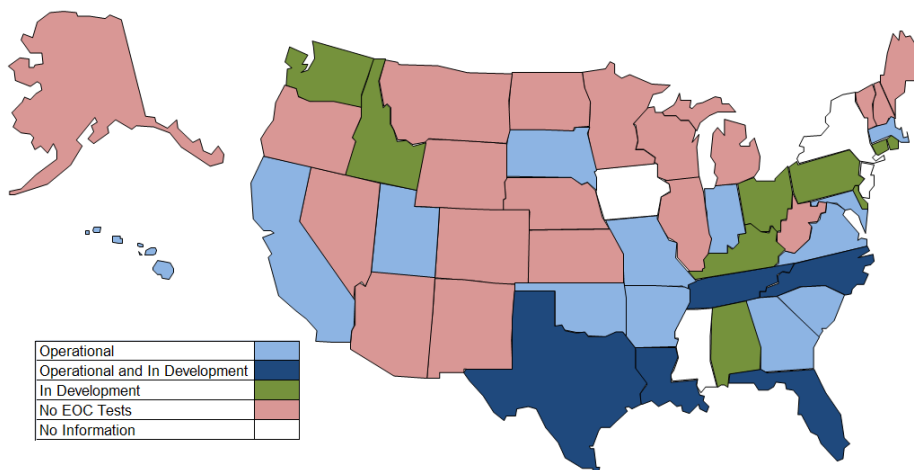 Operational
Operational and In Development
In Development
No EOC Tests
No Information